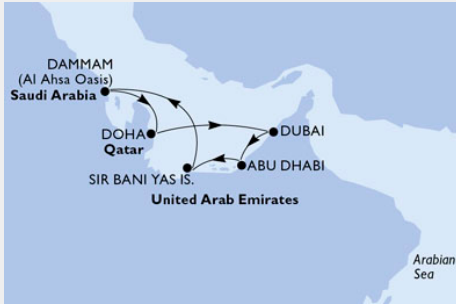 DAMMAM
(Al Ahsa Oasis)
Saudi Arabia
DOHA
Qatar
DUBAI
ABU DHABI
SIR BANI YAS IS.
United Arab Emirates
Arabian
Sea